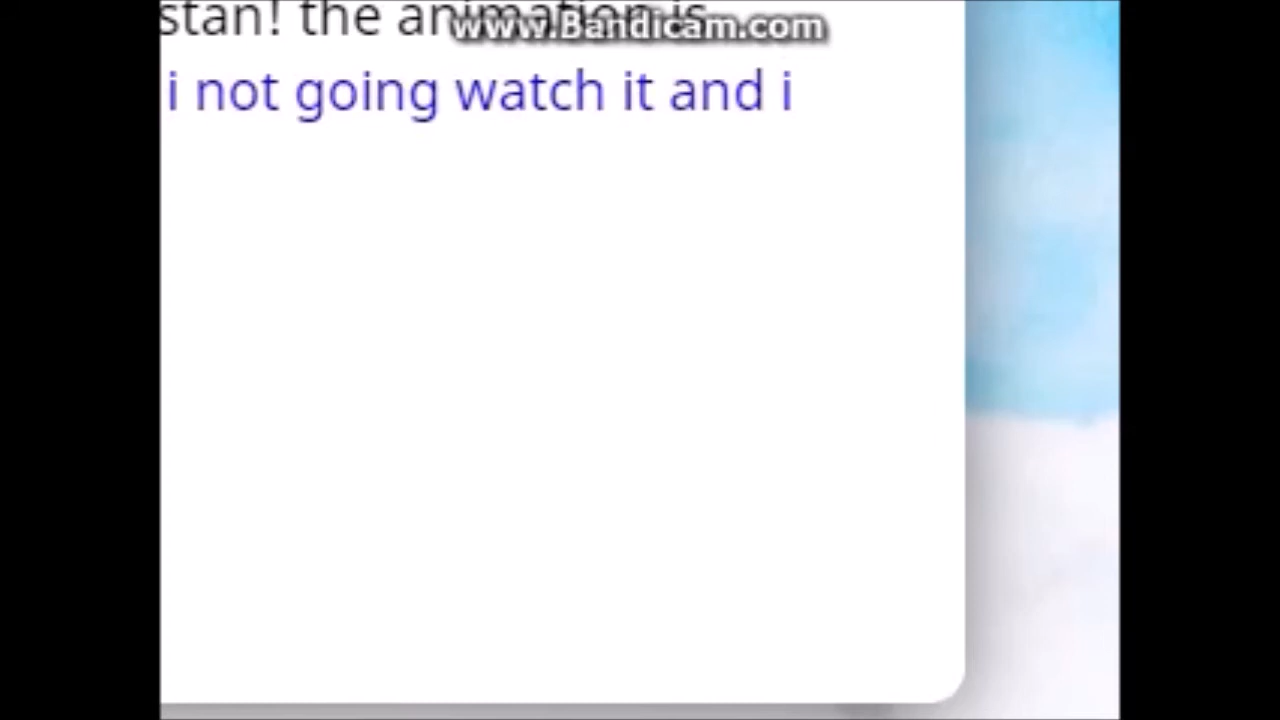 stan! the animation is
www.Bandicam.com
i not going watch it and i